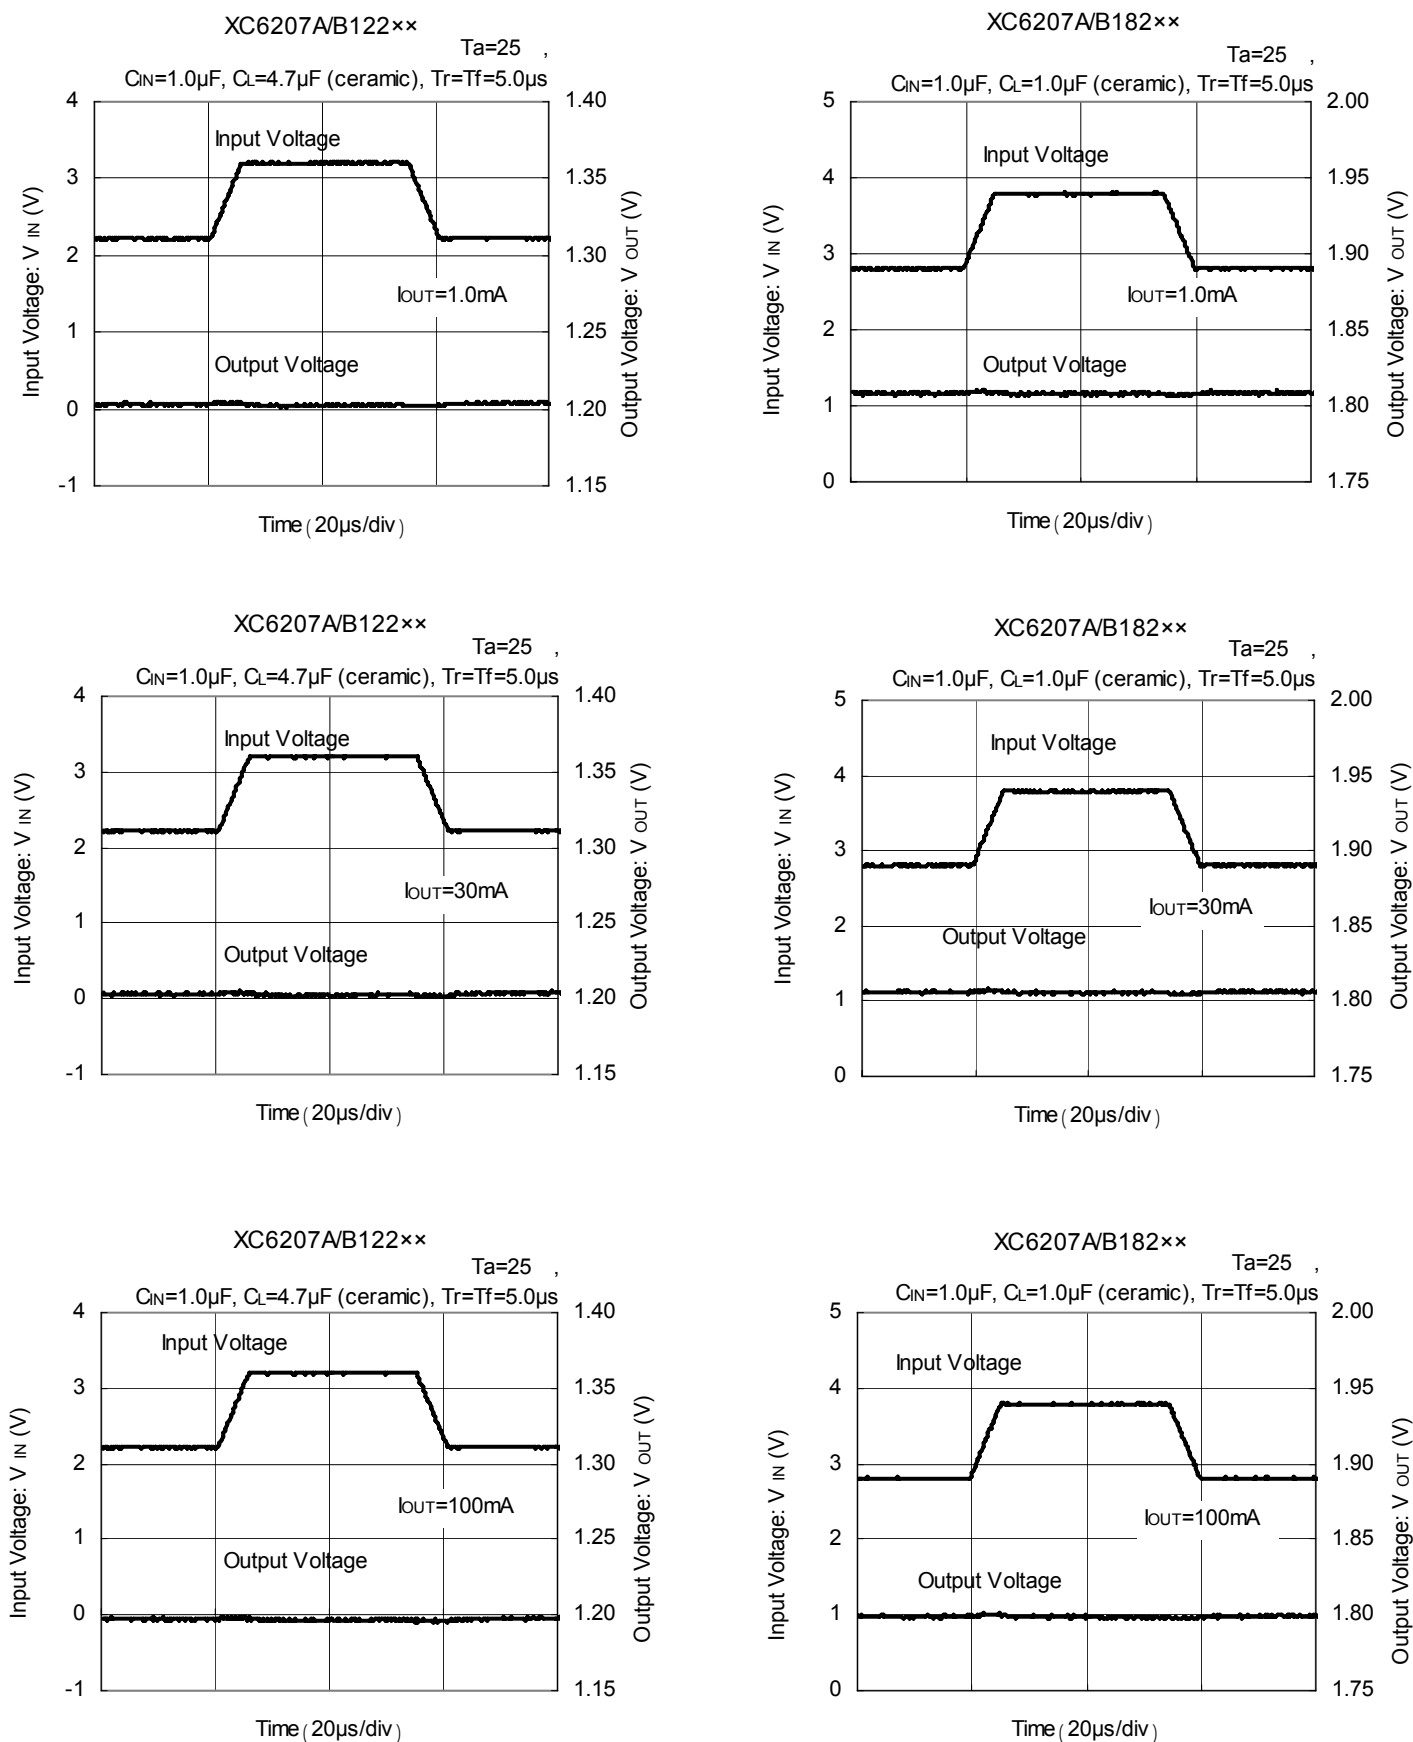 XC6207A/B122××
Ta=25 ,
CIN=1.0µF, CL=4.7µF (ceramic), Tr=Tf=5.0µs
4
3
2
1
0
-1
1.40
1.35
1.30
1.25
1.20
1.15
Input Voltage: V IN (V)
Output Voltage: V OUT (V)
Input Voltage
IOUT=1.0mA
Output Voltage
Time(20µs/div)
XC6207A/B182××
Ta=25 ,
CIN=1.0µF, CL=1.0µF (ceramic), Tr=Tf=5.0µs
5
4
3
2
1
0
2.00
1.95
1.90
1.85
1.80
1.75
Input Voltage: V IN (V)
Output Voltage: V OUT (V)
Input Voltage
IOUT=1.0mA
Output Voltage
Time(20µs/div)
XC6207A/B122××
Ta=25 ,
CIN=1.0µF, CL=4.7µF (ceramic), Tr=Tf=5.0µs
4
3
2
1
0
-1
1.40
1.35
1.30
1.25
1.20
1.15
Input Voltage: V IN (V)
Output Voltage: V OUT (V)
Input Voltage
IOUT=30mA
Output Voltage
Time(20µs/div)
XC6207A/B182××
Ta=25 ,
CIN=1.0µF, CL=1.0µF (ceramic), Tr=Tf=5.0µs
5
4
3
2
1
0
2.00
1.95
1.90
1.85
1.80
1.75
Input Voltage: V IN (V)
Output Voltage: V OUT (V)
Input Voltage
IOUT=30mA
Output Voltage
Time(20µs/div)
XC6207A/B122××
Ta=25 ,
CIN=1.0µF, CL=4.7µF (ceramic), Tr=Tf=5.0µs
4
3
2
1
0
-1
1.40
1.35
1.30
1.25
1.20
1.15
Input Voltage: V IN (V)
Output Voltage: V OUT (V)
Input Voltage
IOUT=100mA
Output Voltage
Time(20µs/div)
XC6207A/B182××
Ta=25 ,
CIN=1.0µF, CL=1.0µF (ceramic), Tr=Tf=5.0µs
5
4
3
2
1
0
2.00
1.95
1.90
1.85
1.80
1.75
Input Voltage: V IN (V)
Output Voltage: V OUT (V)
Input Voltage
IOUT=100mA
Output Voltage
Time(20µs/div)